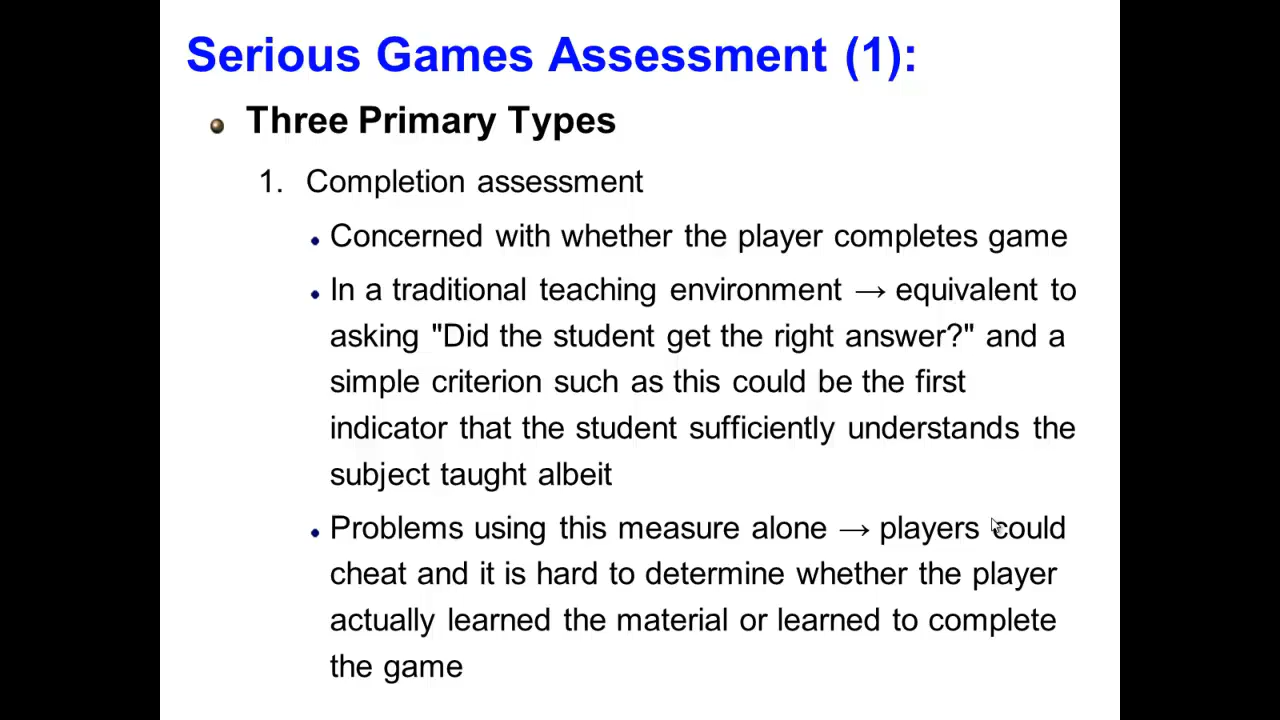 Serious Games Assessment (1):
Three Primary Types
1. Completion assessment
Concerned with whether the player completes game
In a traditional teaching environment → equivalent to
asking "Did the student get the right answer?" and a
simple criterion such as this could be the first
indicator that the student sufficiently understands the
subject taught albeit
Problems using this measure alone → players could
cheat and it is hard to determine whether the player
actually learned the material or learned to complete
the game